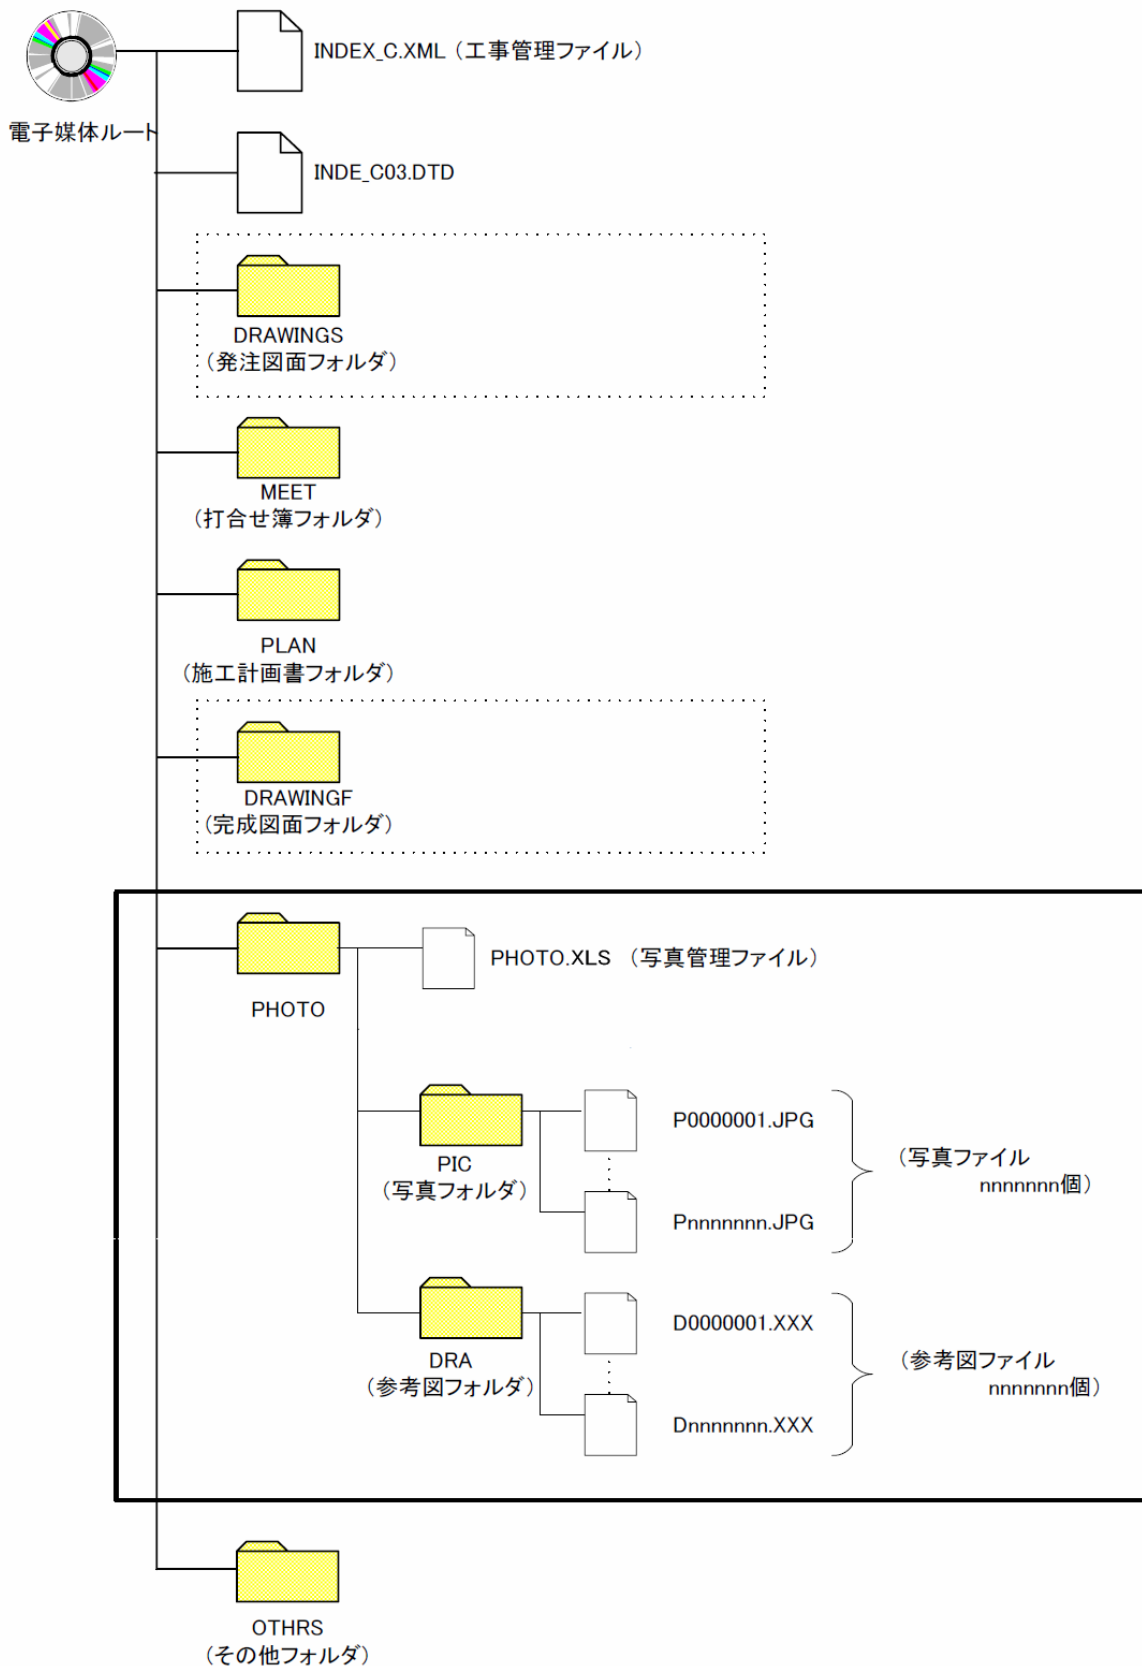 INDEX_C.XML（工事管理ファイル）
電子媒体ルート
INDE_C03.DTD
DRAWINGS
（発注図面フォルダ）
MEET
（打合せ簿フォルダ）
PLAN
（施工計画書フォルダ）
DRAWINGF
（完成図面フォルダ）
PHOTO.XLS （写真管理ファイル）
PHOTO
P0000001.JPG
PIC
（写真フォルダ）
（写真ファイル
nnnnnnn個）
Pnnnnnnn.JPG
D0000001.XXX
DRA
（参考図フォルダ）
（参考図ファイル
nnnnnnn個）
Dnnnnnnn.XXX
OTHRS
（その他フォルダ）